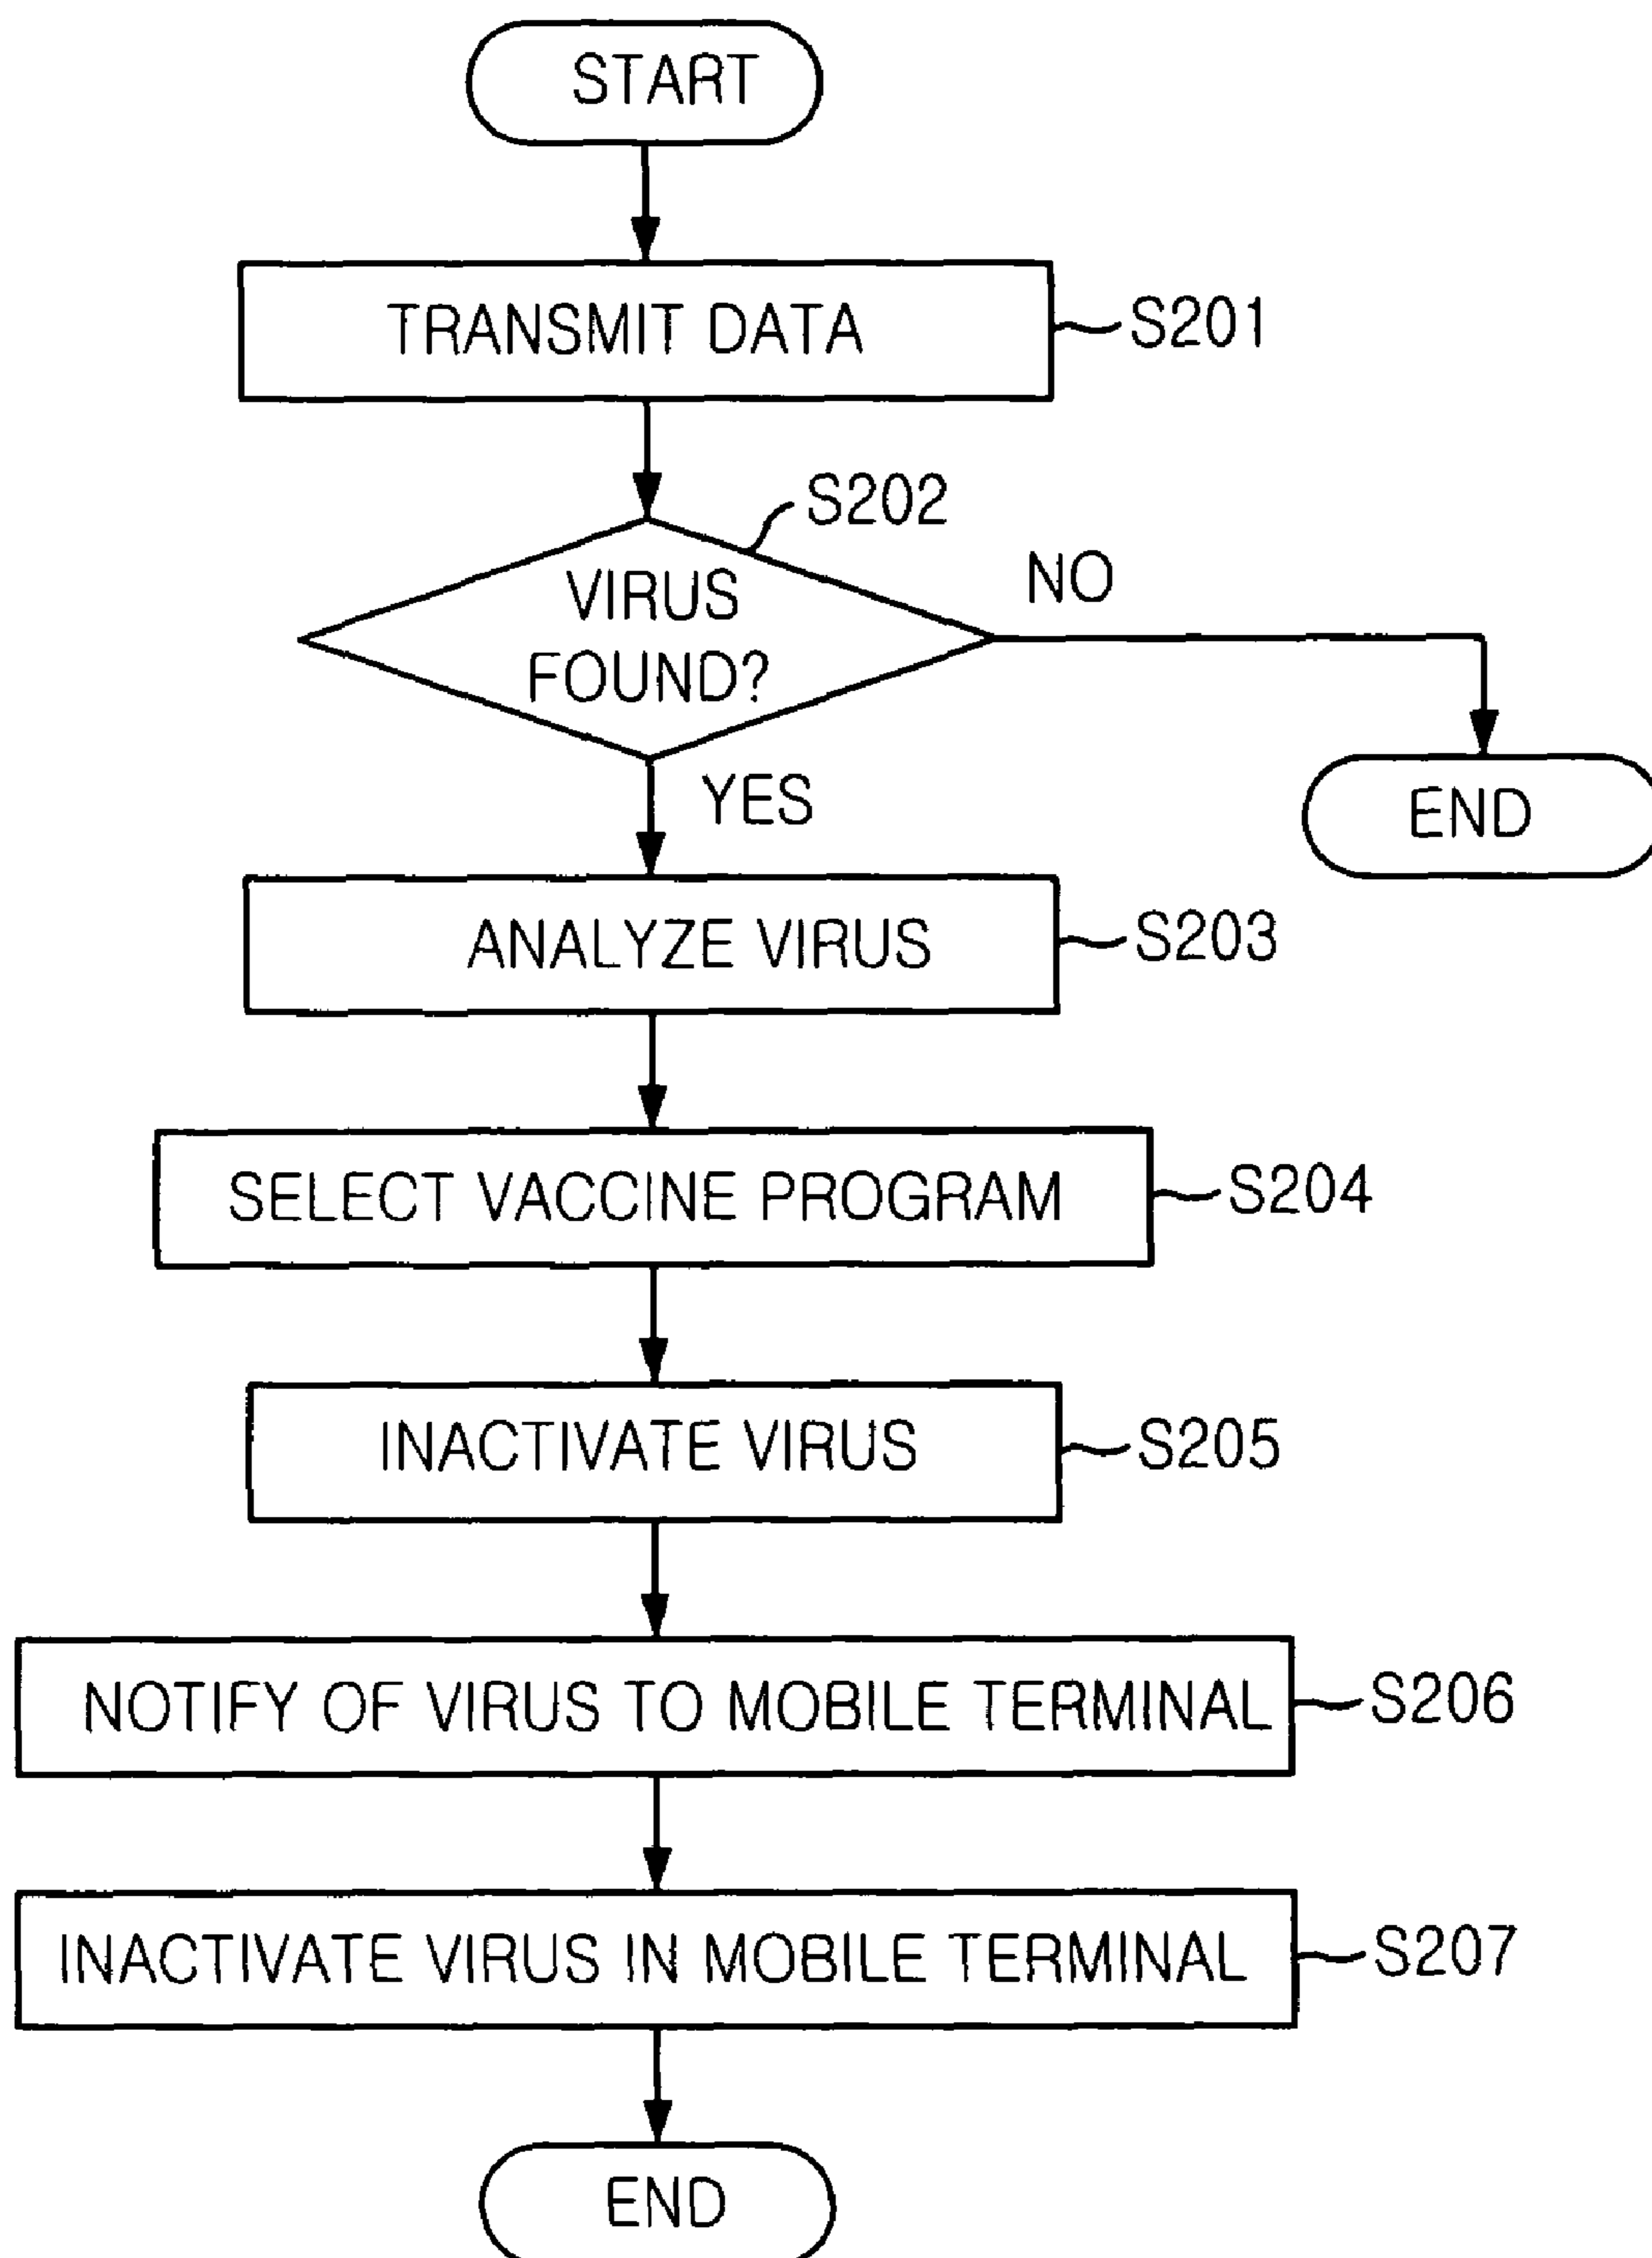 START
TRANSMIT DATA
S201
S202
VIRUS
FOUND?
NO
YES
END
ANALYZE VIRUS
S203
SELECT VACCINE PROGRAM
S204
INACTIVATE VIRUS
S205
NOTIFY OF VIRUS TO MOBILE TERMINAL
S206
INACTIVATE VIRUS IN MOBILE TERMINAL
S207
END